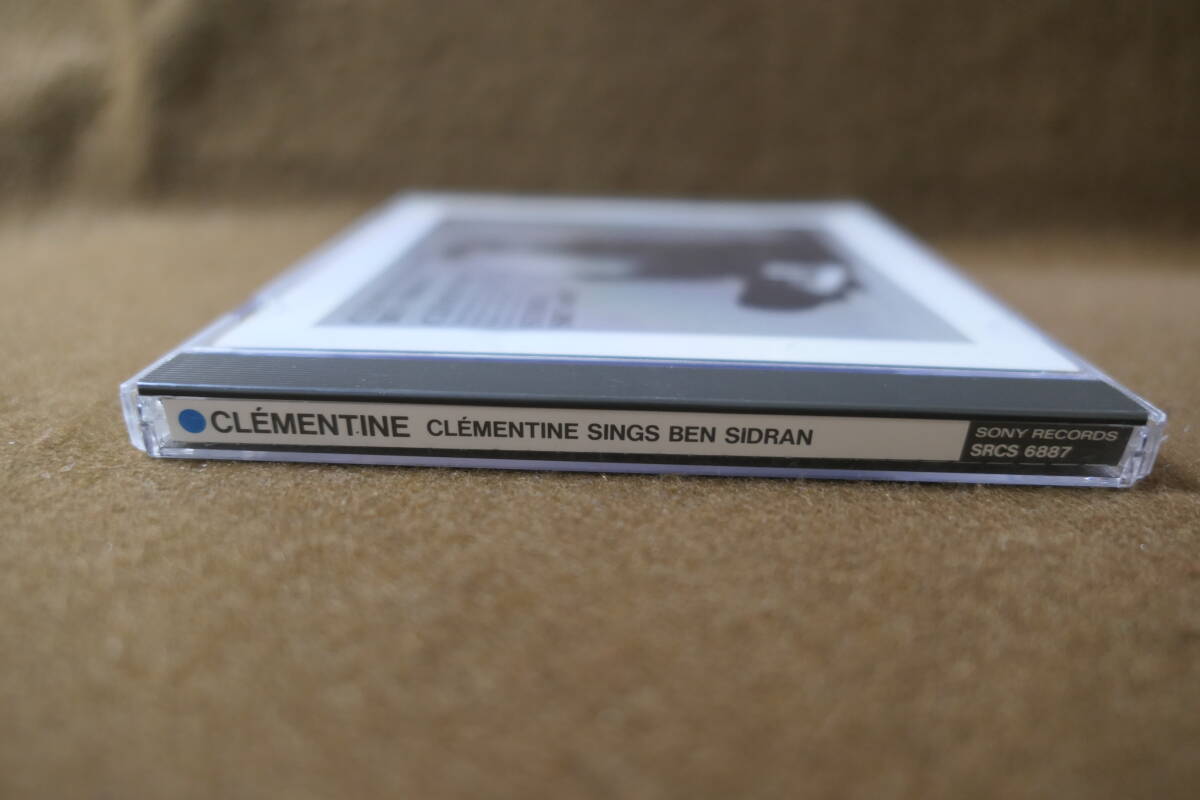 CLÉMENTINE CLÉMENTINE SINGS BEN SIDRAN
SONY RECORDS
SRCS 6887